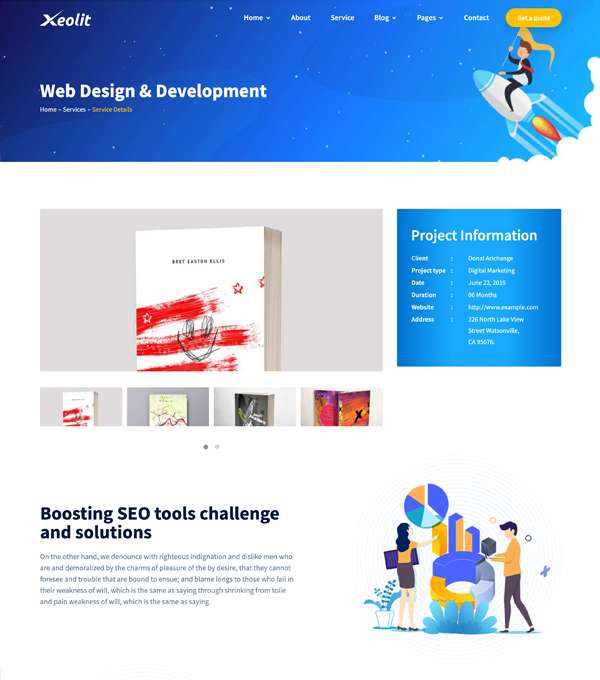 Xeolit
Home
About
Service
Blog
Pages
Contact
Get a quote
Web Design & Development
Home – Services – Service Details
BRET EASTON ELLIS
Project Information
Client : Denzi Arichange
Project type : Digital Marketing
Date : June 23, 2015
Duration : 06 Months
Website : http://www.example.com
Address : 326 North Lake View
Street Watsonville,
CA 95076.
Boosting SEO tools challenge
and solutions
On the other hand, we denounce with righteous indignation and dislike men who
are and demoralized by the charms of pleasure of the by desire, that they cannot
foresee and trouble that are bound to ensue; and blame longs to those who fail in
their weakness of will, which is the same as saying through shrinking from toile
and pain weakness of will, which is the same as saying.